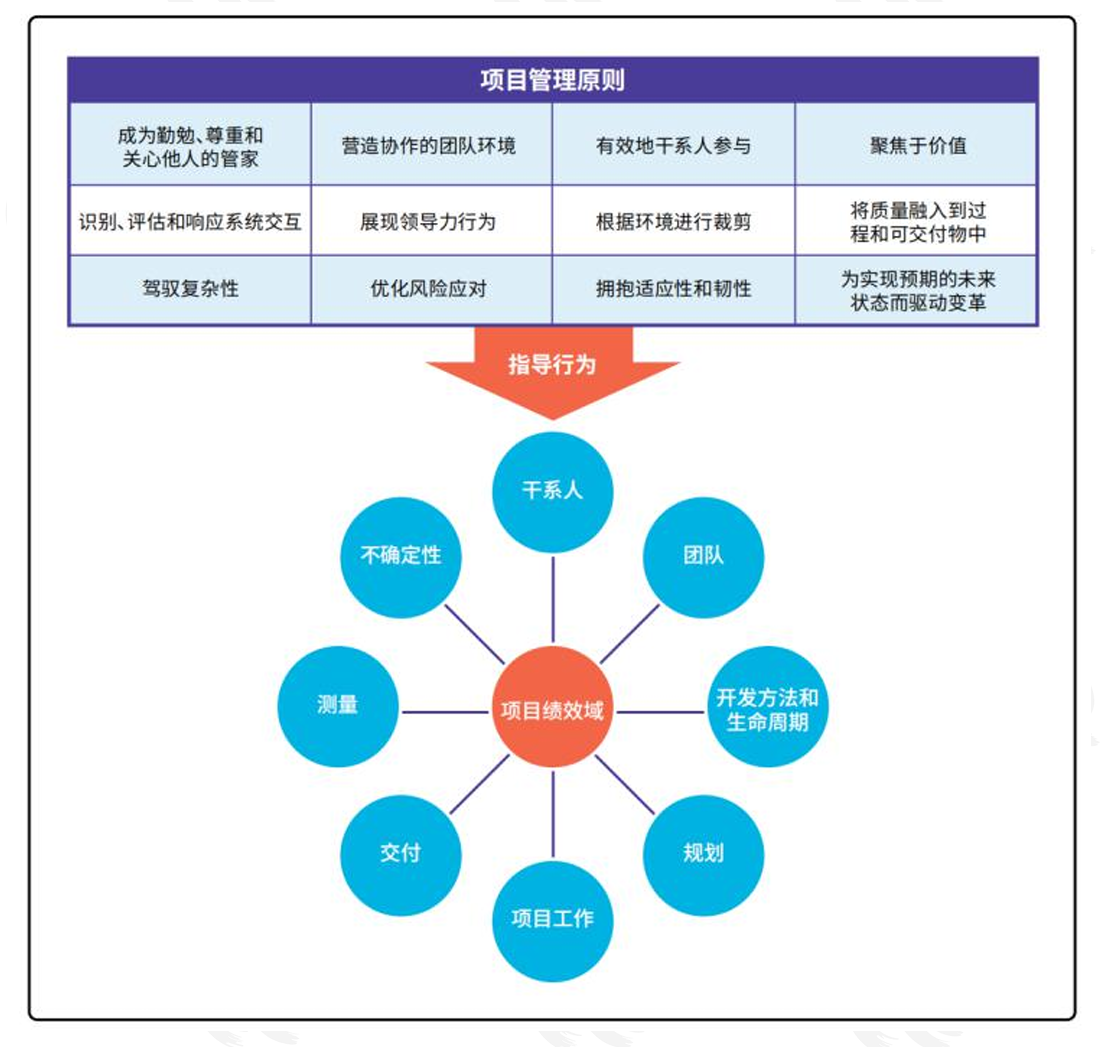 项目管理原则
成为勤勉、尊重和
关心他人的管家
营造协作的团队环境
有效地干系人参与
聚焦于价值
识别、评估和响应系统交互
展现领导力行为
根据环境进行裁剪
将质量融入到过
程和可交付物中
驾驭复杂性
优化风险应对
拥抱适应性和韧性
为实现预期的未来
状态而驱动变革
指导行为
干系人
不确定性
团队
测量
项目绩效域
开发方法和
生命周期
交付
规划
项目工作